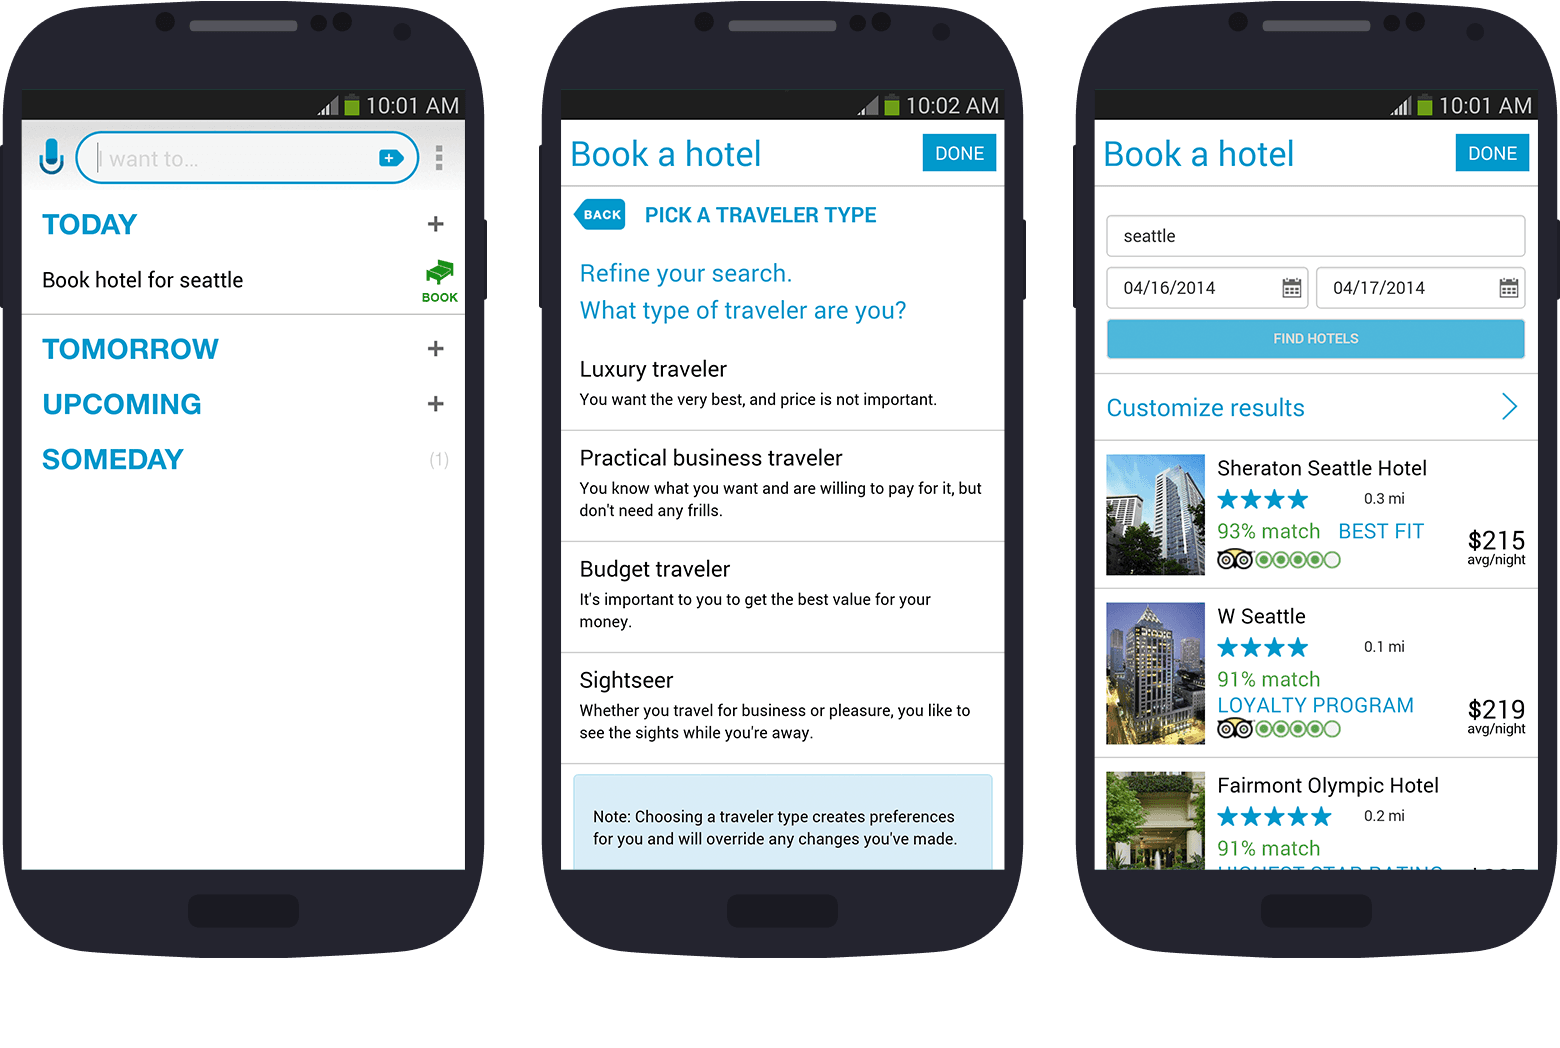 10:01 AM
I want to...
TODAY
Book hotel for seattle
BOOK
TOMORROW
UPCOMING
SOMEDAY
(1)
10:02 AM
Book a hotel
DONE
BACK
PICK A TRAVELER TYPE
Refine your search.
What type of traveler are you?
Luxury traveler
You want the very best, and price is not important.
Practical business traveler
You know what you want and are willing to pay for it, but
don't need any frills.
Budget traveler
It's important to you to get the best value for your
money.
Sightseer
Whether you travel for business or pleasure, you like to
see the sights while you're away.
Note: Choosing a traveler type creates preferences
for you and will override any changes you've made.
10:01 AM
Book a hotel
DONE
seattle
04/16/2014
04/17/2014
FIND HOTELS
Customize results
Sheraton Seattle Hotel
0.3 mi
93% match BEST FIT
$215
avg/night
W Seattle
0.1 mi
91% match
LOYALTY PROGRAM
$219
avg/night
Fairmont Olympic Hotel
0.2 mi
91% match
HIGHEST STAR RATING